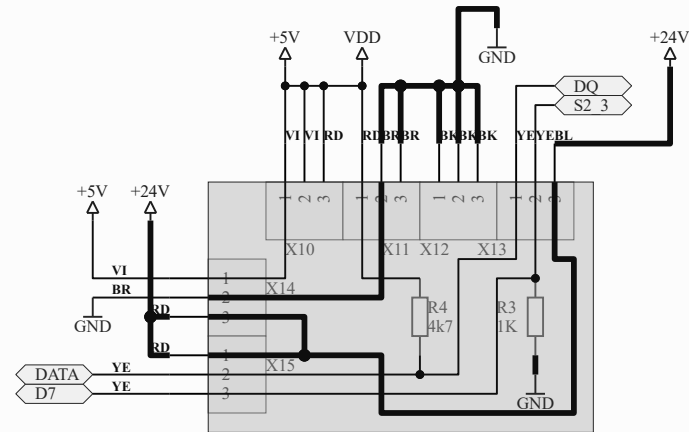 +5V VDD +24V
GND
DQ
S2_3
VI VI RD RD BR BR BK BK BK YE YE BL
+5V +24V
1 2 3 1 2 3 1 2 3 1 2 3
X10 X11 X12 X13
VI 1 X14
BR 2
GND RD 3
R4 R3
4k7 1K
RD 1
DATA YE 2 X15
D7 YE 3
GND